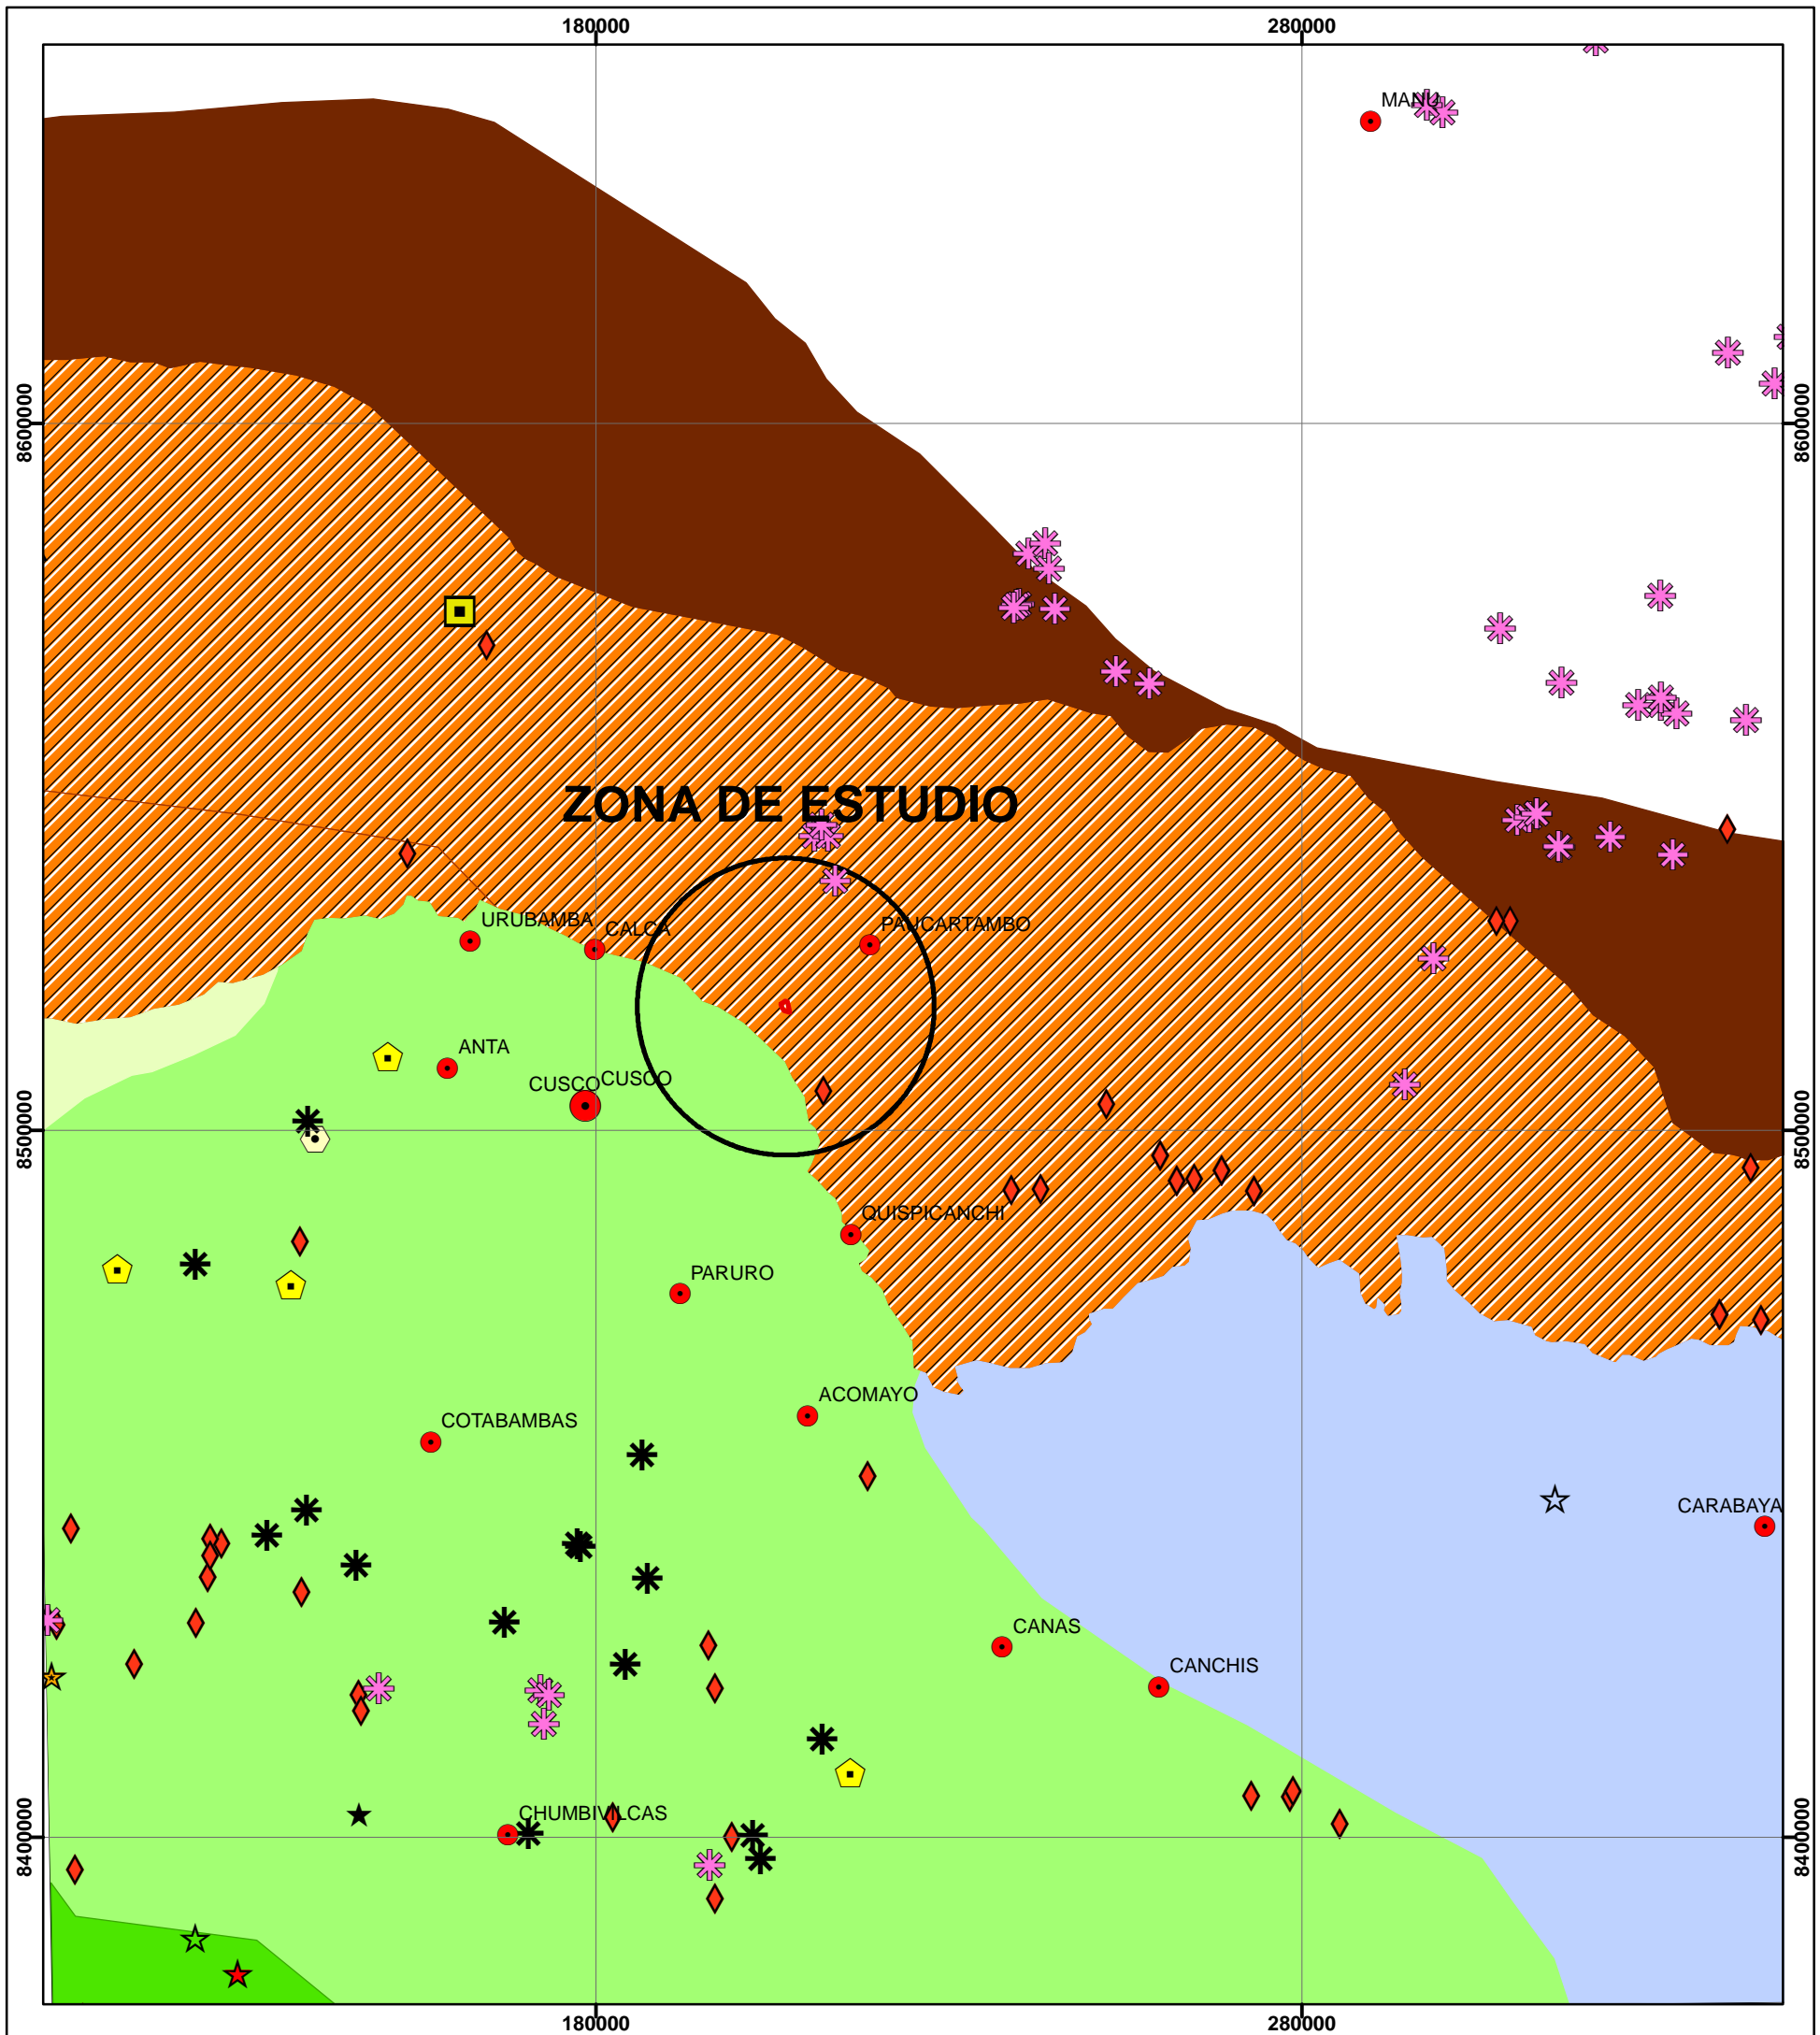 180000
280000
MANU
8600000
8600000
ZONA DE ESTUDIO
URUBAMBA
CALCA
PAUCARTAMBO
ANTA
CUSCO
CUSCO
8500000
8500000
QUISPICANCHI
PARURO
ACOMAYO
COTABAMBAS
CARABAYA
CANAS
CANCHIS
CHUMBIVILCAS
8400000
8400000
180000
280000